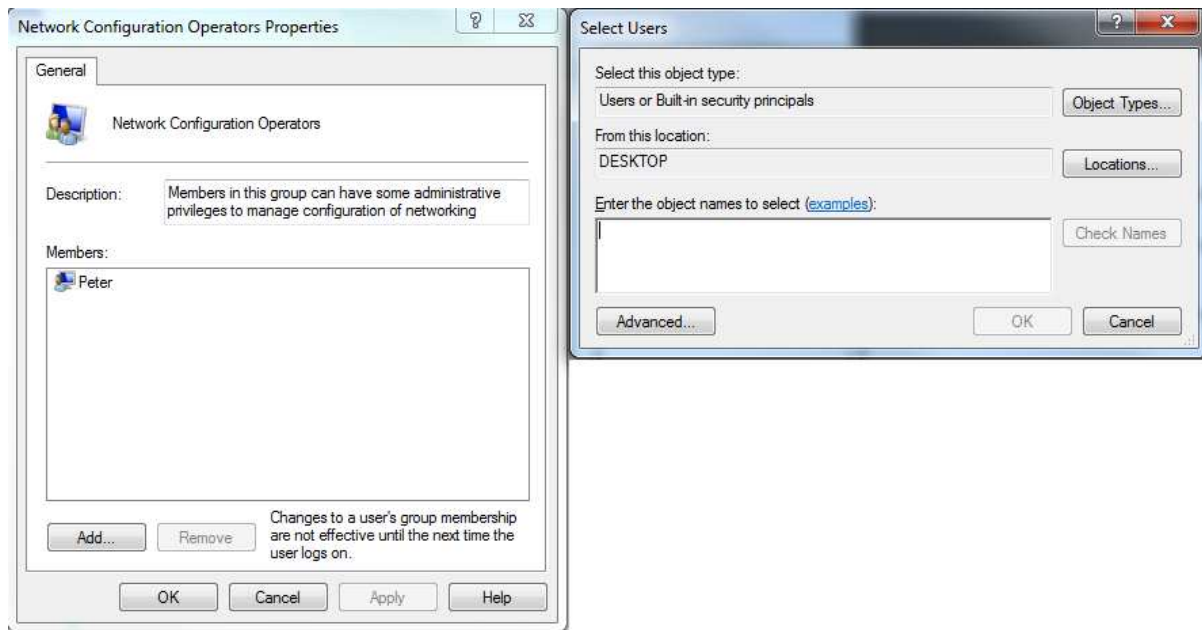 Network Configuration Operators Properties
General
Network Configuration Operators
Description:
Members in this group can have some administrative
privileges to manage configuration of networking
Members:
Peter
Add...
Remove
Changes to a user's group membership
are not effective until the next time the
user logs on.
OK
Cancel
Apply
Help
Select Users
Select this object type:
Users or Built-in security principals
Object Types...
From this location:
DESKTOP
Locations...
Enter the object names to select (examples):
Check Names
Advanced...
OK
Cancel